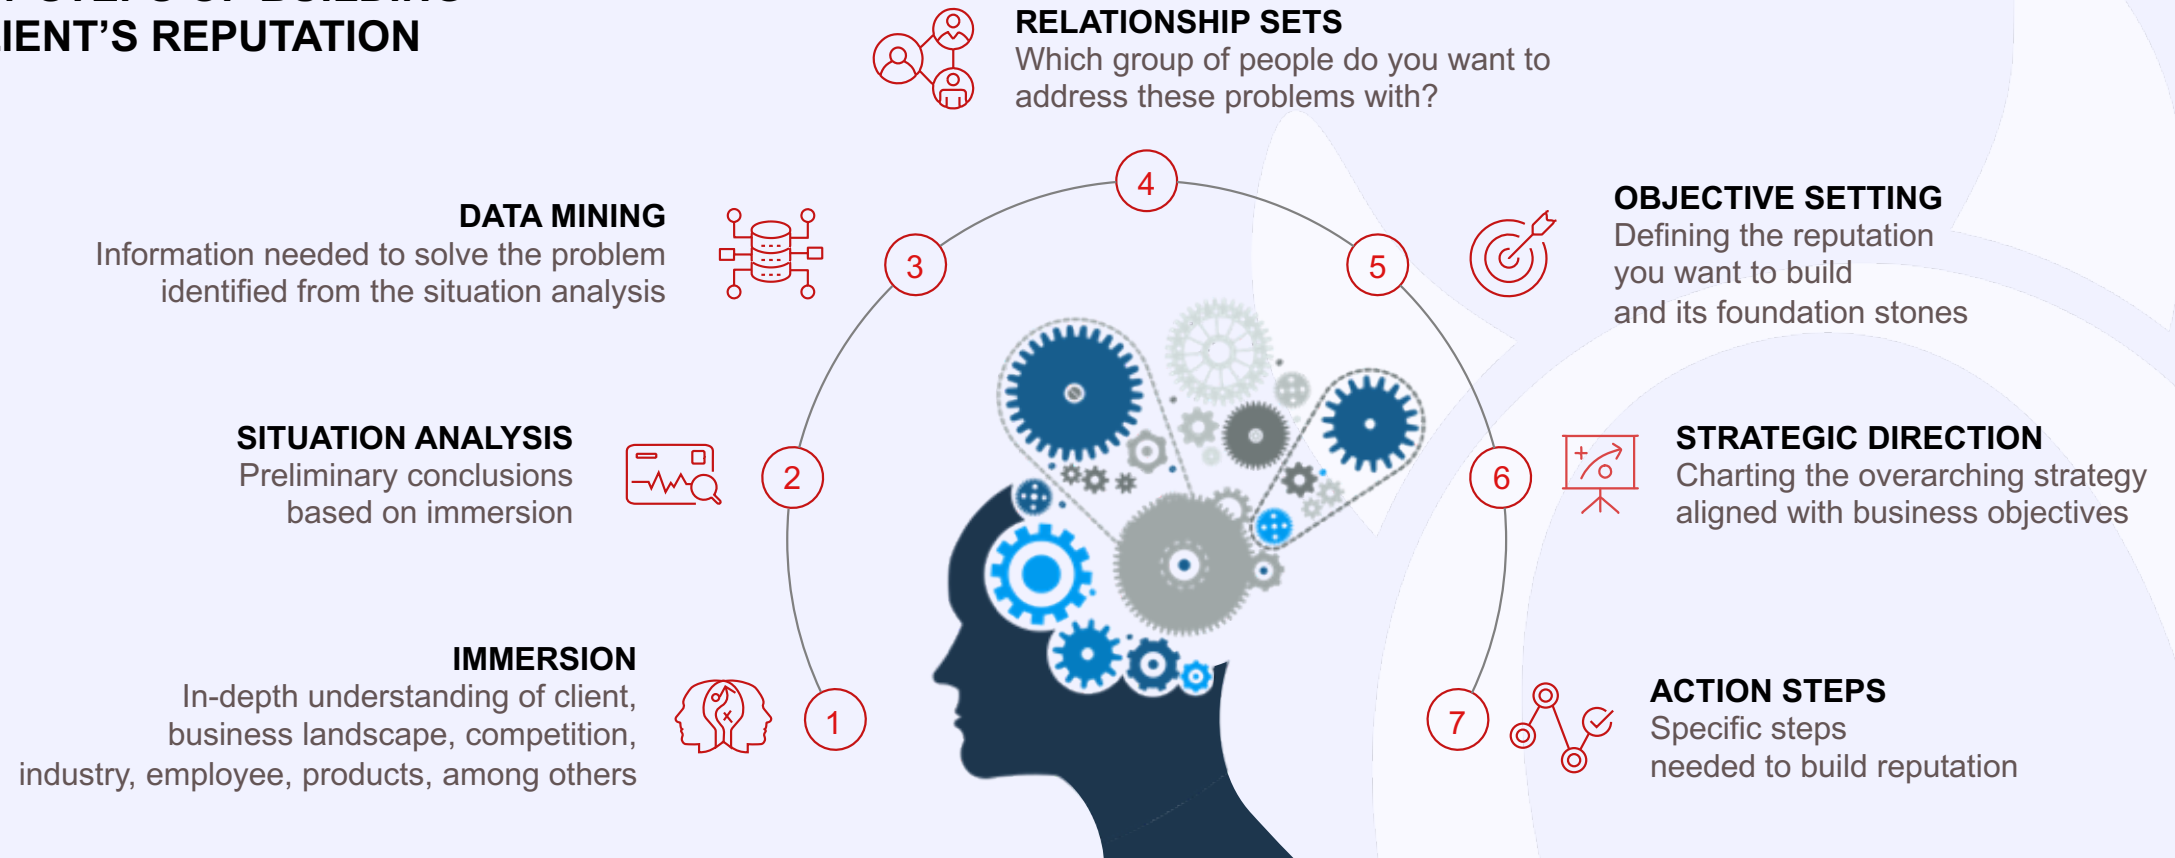 STEPS OF BUILDING
CLIENT'S REPUTATION
RELATIONSHIP SETS
Which group of people do you want to
address these problems with?
4
DATA MINING
Information needed to solve the problem
identified from the situation analysis
3
5
OBJECTIVE SETTING
Defining the reputation
you want to build
and its foundation stones
SITUATION ANALYSIS
Preliminary conclusions
based on immersion
2
6
STRATEGIC DIRECTION
Charting the overarching strategy
aligned with business objectives
IMMERSION
In-depth understanding of client,
business landscape, competition,
industry, employee, products, among others
1
7
ACTION STEPS
Specific steps
needed to build reputation